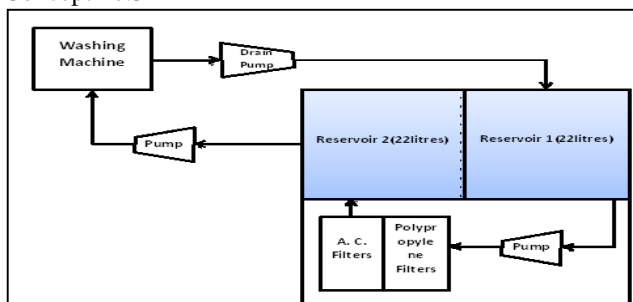 Washing
Machine
Drain
Pump
Reservoir 2(22litres)
Reservoir 1(22litres)
Pump
A. C.
Filters
Polypr
opyle
ne
Filters
Pump